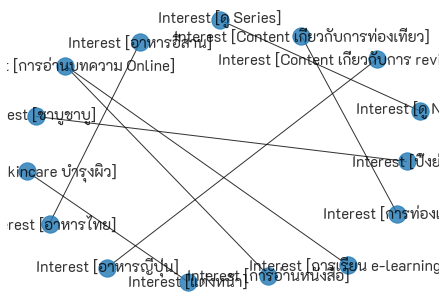 Interest [ดู Series]
Interest [Content เกี่ยวกับการท่องเที่ยว]
Interest [อาหารอีสาน]
Interest [Content เกี่ยวกับการ revi
t [การอ่านบทความ Online]
Interest [ดู N
est [ชาบูชาบู]
Interest [ปิ้งย่
kincare บำรุงผิว]
Interest [การท่องเ
rest [อาหารไทย]
Interest [อาหารญี่ปุ่น]
Interest [การเรียน e-learning
Interest [การอ่านหนังสือ]
Interest [แต่งหน้า]